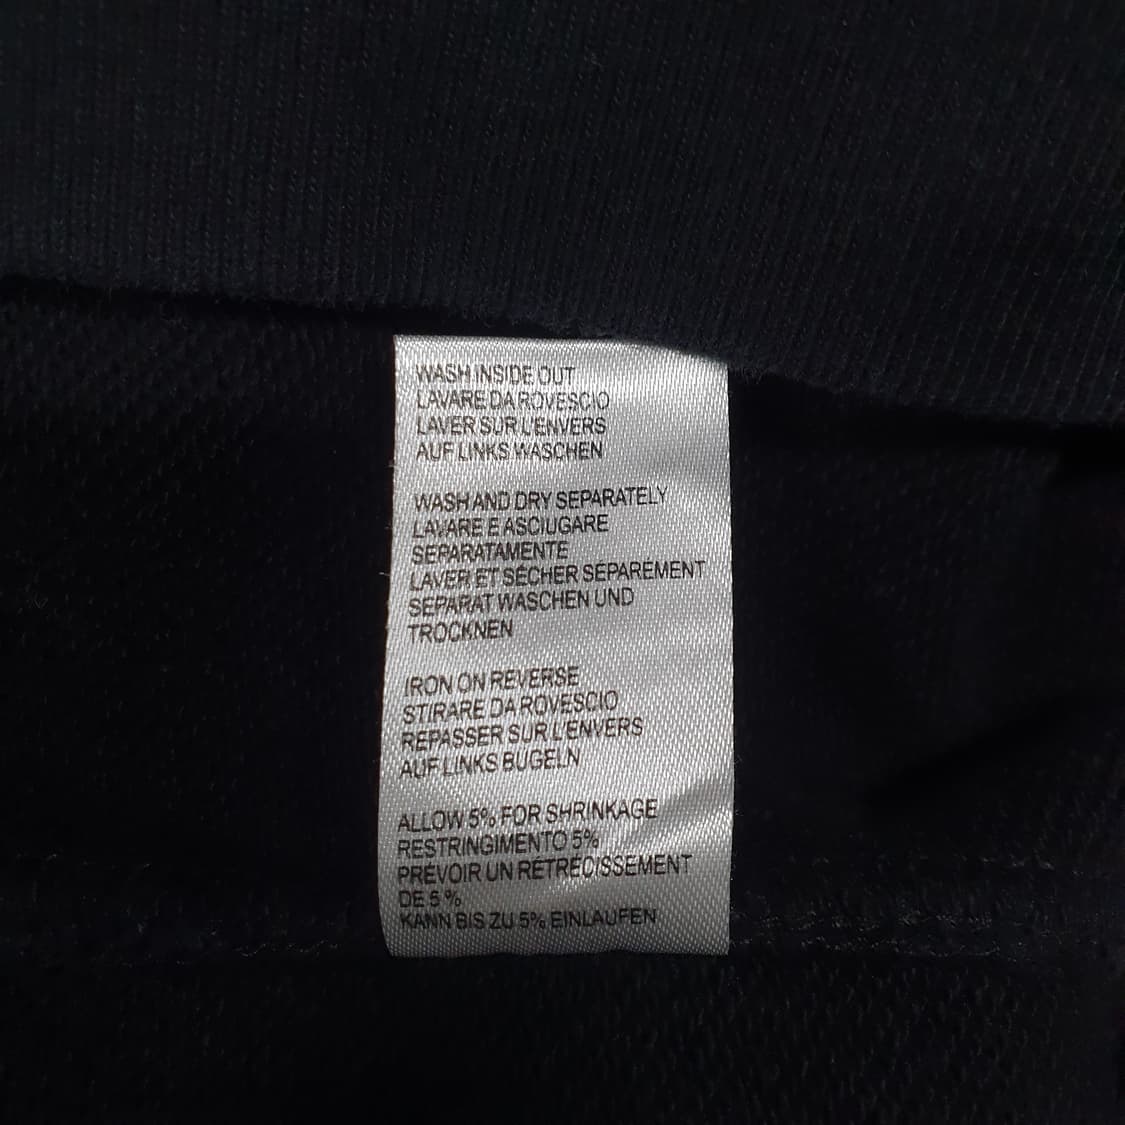 WASH INSIDE OUT
LAVARE DA ROVESCIO
LAVER SUR L'ENVERS
AUF LINKS WASCHEN
WASH AND DRY SEPARATELY
LAVARE E ASCIUGARE
SEPARATAMENTE
LAVER ET SÉCHER SÉPARÉMENT
SEPARAT WASCHEN UND
TROCKNEN
IRON ON REVERSE
STIRARE DA ROVESCIO
REPASSER SUR L'ENVERS
AUF LINKS BÜGELN
ALLOW 5% FOR SHRINKAGE
RESTRINGIMENTO 5%
PRÉVOIR UN RÉTRÉCISSEMENT
DE 5 %
KANN BIS ZU 5% EINLAUFEN